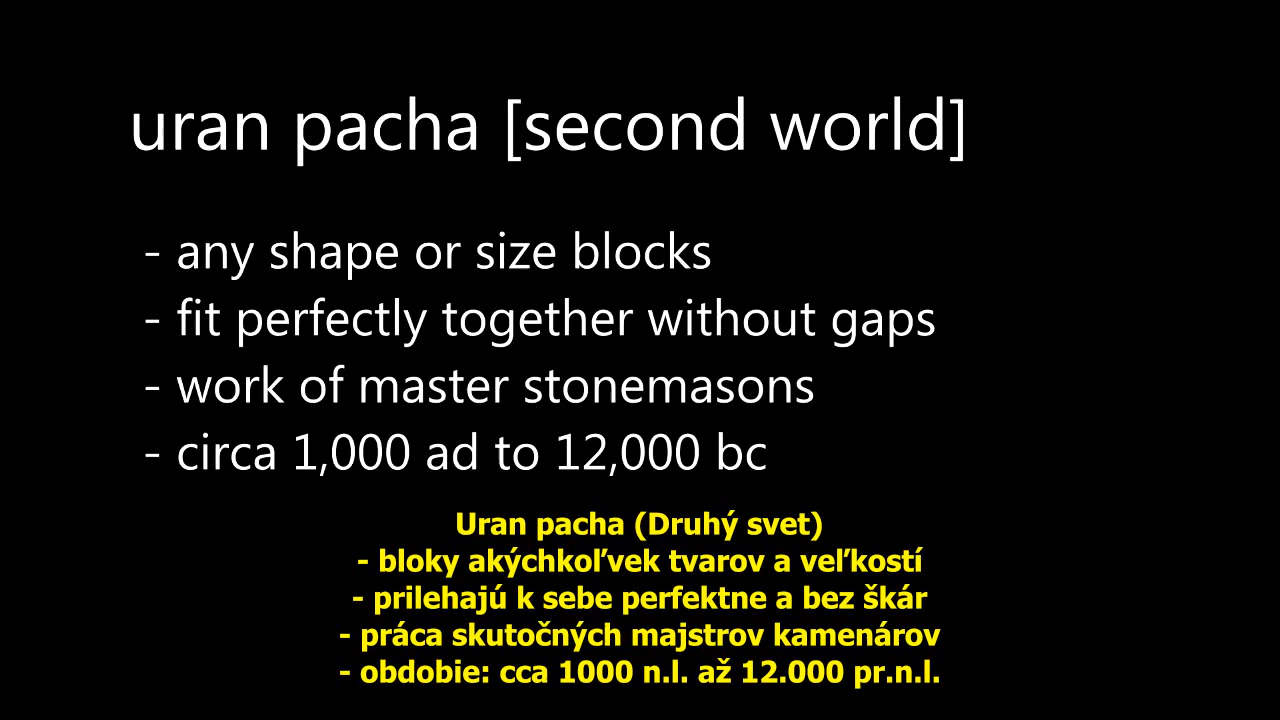 uran pacha [second world]
- any shape or size blocks
- fit perfectly together without gaps
- work of master stonemasons
- circa 1,000 ad to 12,000 bc
Uran pacha (Druhý svet)
- bloky akýchkoľvek tvarov a veľkostí
- prilehajú k sebe perfektne a bez škár
- práca skutočných majstrov kamenárov
- obdobie: cca 1000 n.l. až 12.000 pr.n.l.